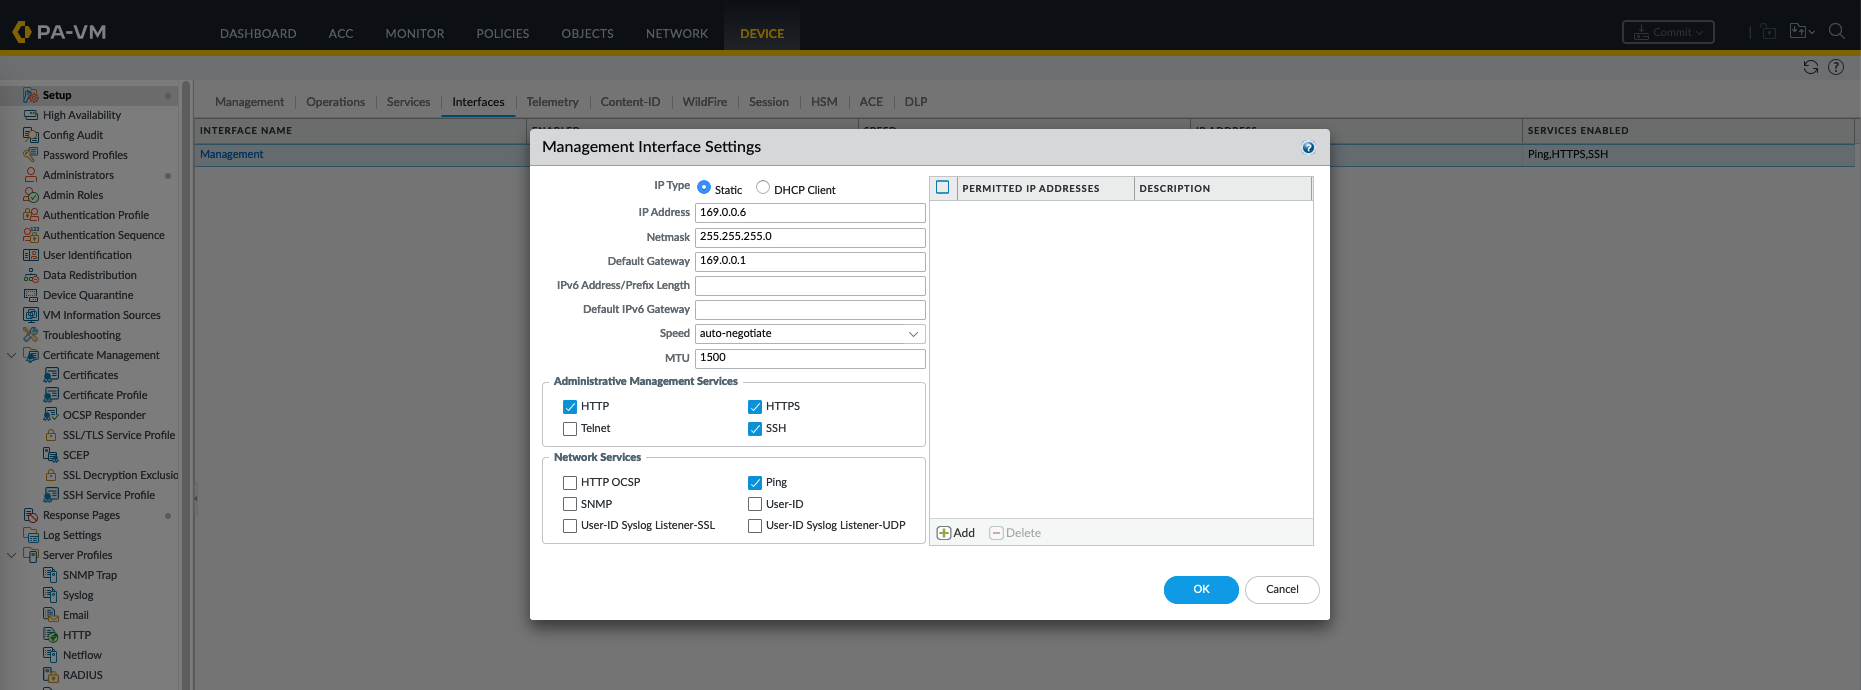 PA-VM
DASHBOARD ACC MONITOR POLICIES OBJECTS NETWORK DEVICE
Commit
Setup
High Availability
Config Audit
Password Profiles
Administrators
Admin Roles
Authentication Profile
Authentication Sequence
User Identification
Data Redistribution
Device Quarantine
VM Information Sources
Troubleshooting
Certificate Management
Certificates
Certificate Profile
OCSP Responder
SSL/TLS Service Profile
SCEP
SSL Decryption Exclusio
SSH Service Profile
Response Pages
Log Settings
Server Profiles
SNMP Trap
Syslog
Email
HTTP
Netflow
RADIUS
Management Operations Services Interfaces Telemetry Content-ID WildFire Session HSM ACE DLP
INTERFACE NAME ENABLED SPEED IP ADDRESS SERVICES ENABLED
Management Ping,HTTPS,SSH
Management Interface Settings
IP Type Static DHCP Client
IP Address 169.0.0.6
Netmask 255.255.255.0
Default Gateway 169.0.0.1
IPv6 Address/Prefix Length
Default IPv6 Gateway
Speed auto-negotiate
MTU 1500
Administrative Management Services
HTTP HTTPS
Telnet SSH
Network Services
HTTP OCSP Ping
SNMP User-ID
User-ID Syslog Listener-SSL User-ID Syslog Listener-UDP
PERMITTED IP ADDRESSES DESCRIPTION
Add Delete
OK Cancel